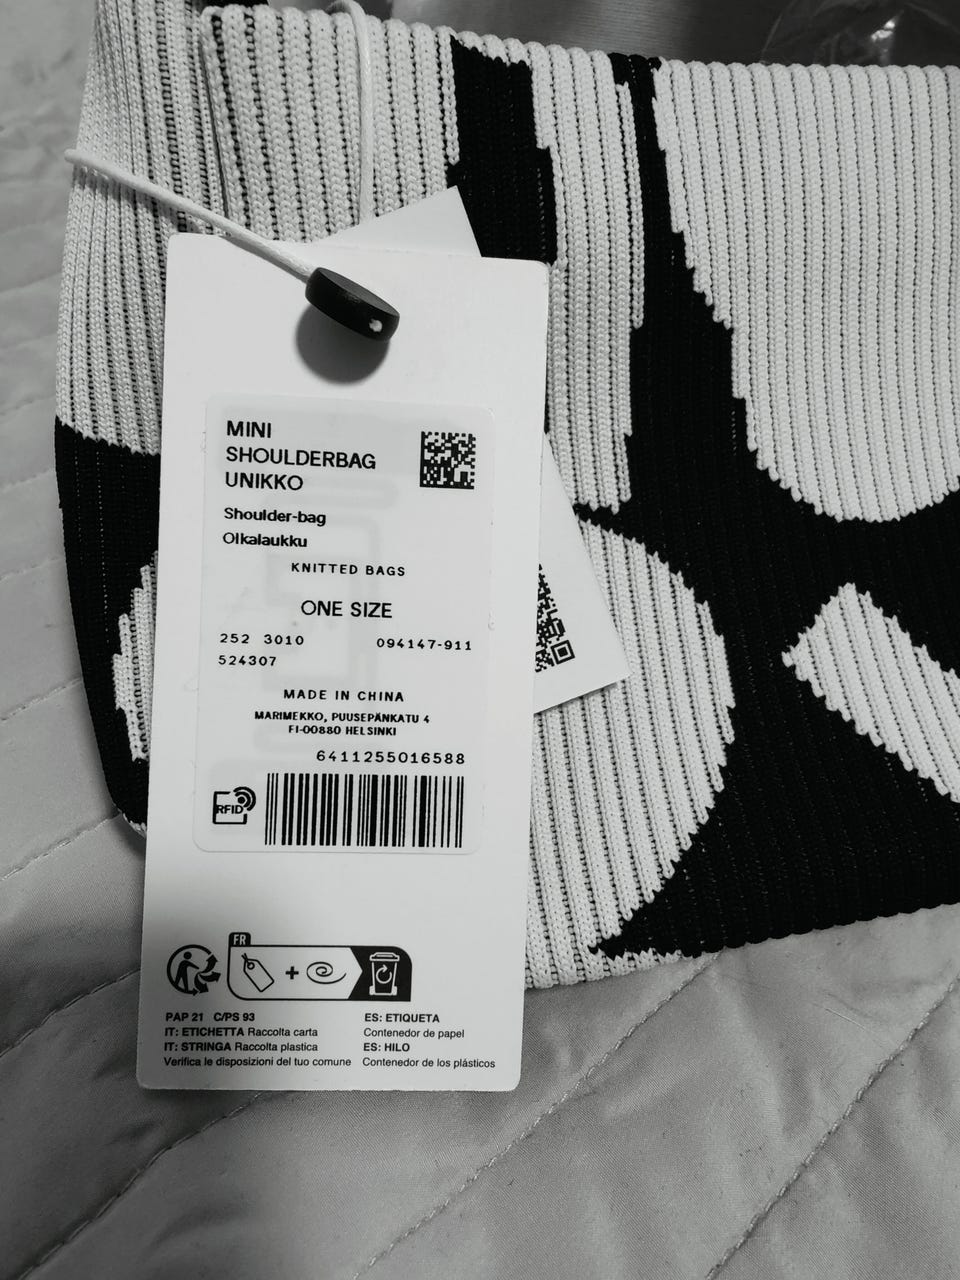 MINI
SHOULDERBAG
UNIKKO
Shoulder-bag
Olkalaukku
KNITTED BAGS
ONE SIZE
252 3010 094147-911
524307
MADE IN CHINA
MARIMEKKO, PUUSEPÄNKATU 4
FI-00880 HELSINKI
6411255016588
RFID
FR
+
PAP 21 C/PS 93
IT: ETICHETTA Raccolta carta
IT: STRINGA Raccolta plastica
Verifica le disposizioni del tuo comune
ES: ETIQUETA
Contenedor de papel
ES: HILO
Contenedor de los plásticos